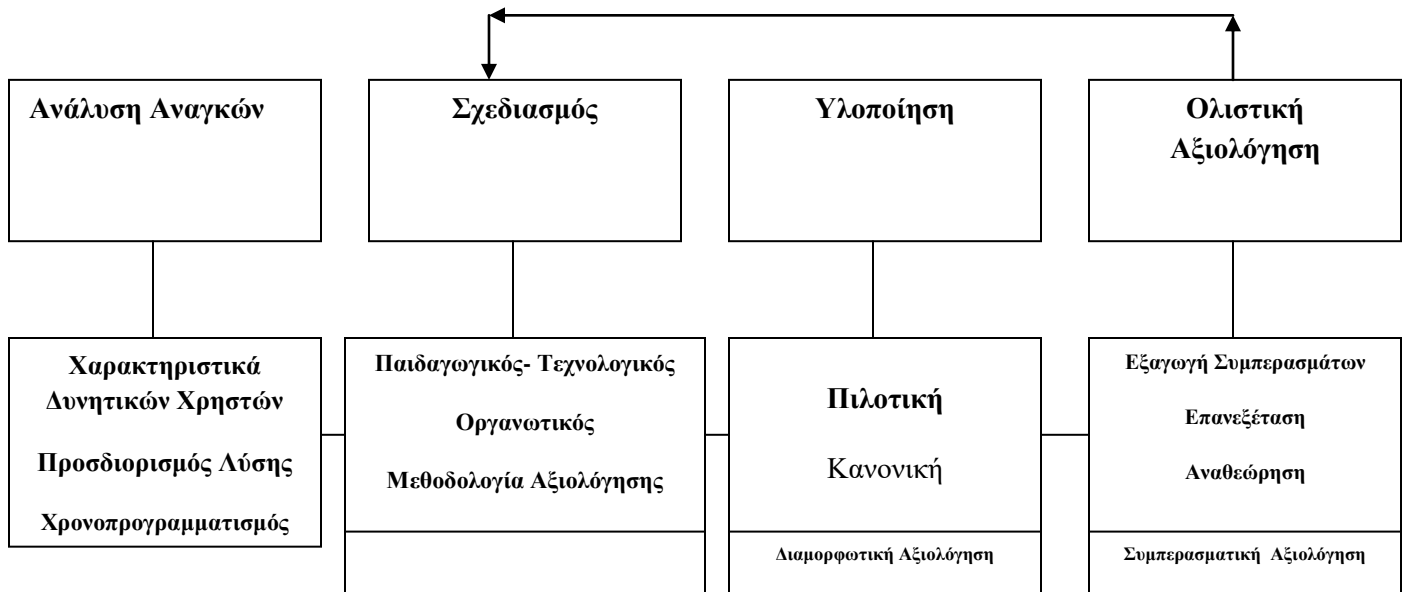 Ανάλυση Αναγκών
Σχεδιασμός
Υλοποίηση
Ολιστική
Αξιολόγηση
Χαρακτηριστικά
Δυνητικών Χρηστών
Προσδιορισμός Λύσης
Χρονοπρογραμματισμός
Παιδαγωγικός- Τεχνολογικός
Οργανωτικός
Μεθοδολογία Αξιολόγησης
Πιλοτική
Κανονική
Διαμορφωτική Αξιολόγηση
Εξαγωγή Συμπερασμάτων
Επανεξέταση
Αναθεώρηση
Συμπερασματική Αξιολόγηση